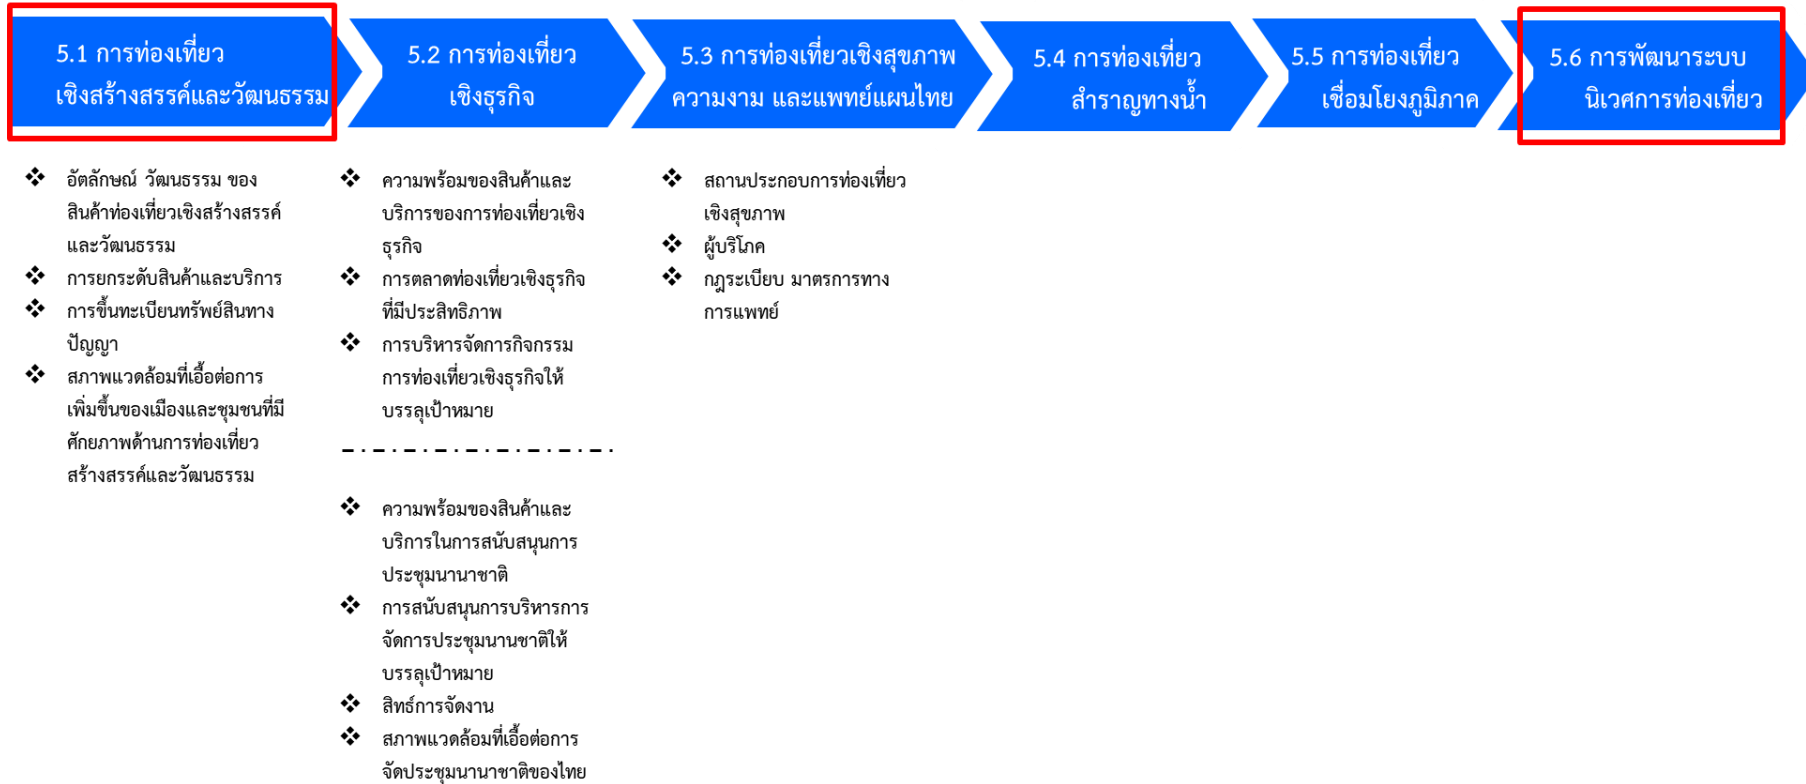 5.1 การท่องเที่ยว
เชิงสร้างสรรค์และวัฒนธรรม
5.2 การท่องเที่ยว
เชิงธุรกิจ
5.3 การท่องเที่ยวเชิงสุขภาพ
ความงาม และแพทย์แผนไทย
5.4 การท่องเที่ยว
สำราญทางน้ำ
5.5 การท่องเที่ยว
เชื่อมโยงภูมิภาค
5.6 การพัฒนาระบบ
นิเวศการท่องเที่ยว
❖ อัตลักษณ์ วัฒนธรรม ของ
สินค้าท่องเที่ยวเชิงสร้างสรรค์
และวัฒนธรรม
❖ การยกระดับสินค้าและบริการ
❖ การขึ้นทะเบียนทรัพย์สินทาง
ปัญญา
❖ สภาพแวดล้อมที่เอื้อต่อการ
เพิ่มขึ้นของเมืองและชุมชนที่มี
ศักยภาพด้านการท่องเที่ยว
สร้างสรรค์และวัฒนธรรม
❖ ความพร้อมของสินค้าและ
บริการของการท่องเที่ยวเชิง
ธุรกิจ
❖ การตลาดท่องเที่ยวเชิงธุรกิจ
ที่มีประสิทธิภาพ
❖ การบริหารจัดการกิจกรรม
การท่องเที่ยวเชิงธุรกิจให้
บรรลุเป้าหมาย
❖ ความพร้อมของสินค้าและ
บริการในการสนับสนุนการ
ประชุมนานาชาติ
❖ การสนับสนุนการบริหารการ
จัดการประชุมนานชาติให้
บรรลุเป้าหมาย
❖ สิทธ์การจัดงาน
❖ สภาพแวดล้อมที่เอื้อต่อการ
จัดประชุมนานาชาติของไทย
❖ สถานประกอบการท่องเที่ยว
เชิงสุขภาพ
❖ ผู้บริโภค
❖ กฎระเบียบ มาตรการทาง
การแพทย์